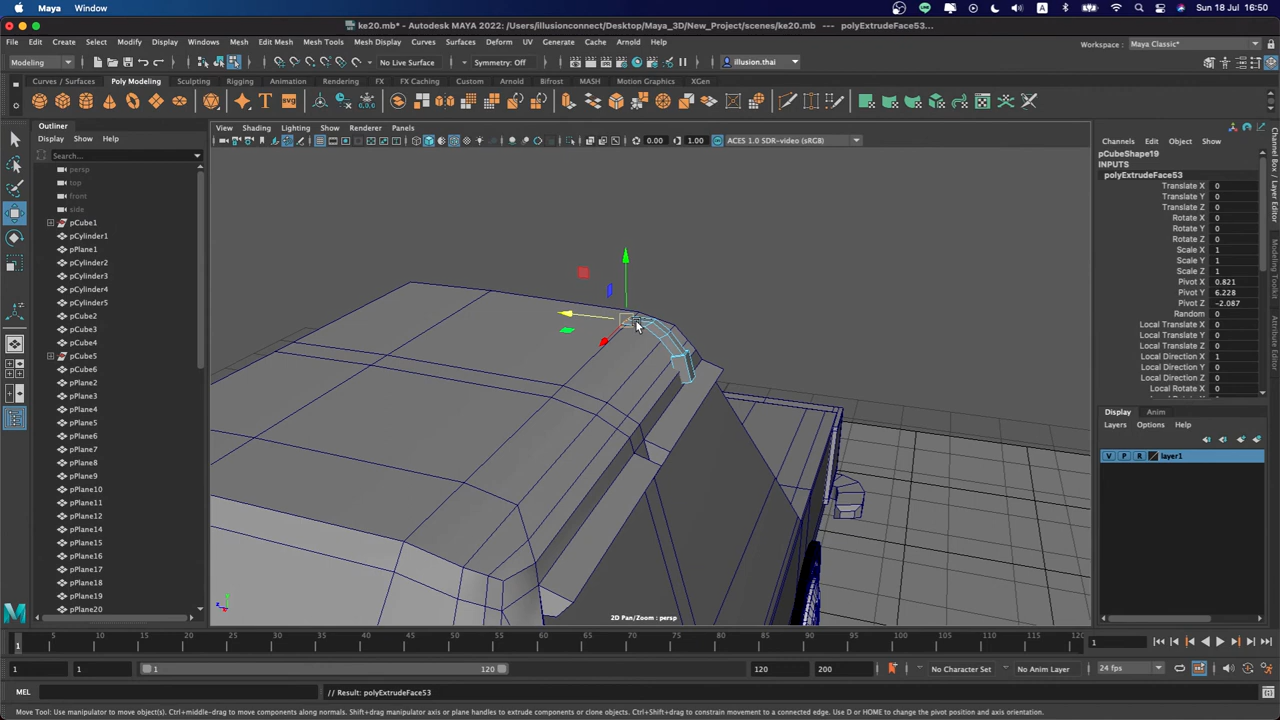 Maya Window Sun 18 Jul 16:50
ke20.mb* - Autodesk MAYA 2022: /Users/illusionconnect/Desktop/Maya_3D/New_Project/scenes/ke20.mb --- polyExtrudeFace53...
File Edit Create Select Modify Display Windows Mesh Edit Mesh Mesh Tools Mesh Display Curves Surfaces Deform UV Generate Cache Arnold Help Workspace : Maya Classic*
Modeling No Live Surface Symmetry: Off illusion.thai
Curves / Surfaces Poly Modeling Sculpting Rigging Animation Rendering FX FX Caching Custom Arnold Bifrost MASH Motion Graphics XGen
Outliner
Display Show Help
Search...
persp
top
front
side
pCube1
pCylinder1
pPlane1
pCylinder2
pCylinder3
pCylinder4
pCylinder5
pCube2
pCube3
pCube4
pCube5
pCube6
pPlane2
pPlane3
pPlane4
pPlane5
pPlane6
pPlane7
pPlane8
pPlane9
pPlane10
pPlane11
pPlane12
pPlane13
pPlane14
pPlane15
pPlane16
pPlane17
pPlane18
pPlane19
pPlane20
View Shading Lighting Show Renderer Panels
0.00 1.00 ACES 1.0 SDR-video (sRGB)
2D Pan/Zoom : persp
Channels Edit Object Show
pCubeShape19
INPUTS
polyExtrudeFace53
Translate X 0
Translate Y 0
Translate Z 0
Rotate X 0
Rotate Y 0
Rotate Z 0
Scale X 1
Scale Y 1
Scale Z 1
Pivot X 0.821
Pivot Y 6.228
Pivot Z -2.087
Random 0
Local Translate X 0
Local Translate Y 0
Local Translate Z 0
Local Direction X 1
Local Direction Y 0
Local Direction Z 0
Channel Box / Layer Editor
Modeling Toolkit
Attribute Editor
Display Anim
Layers Options Help
V P R layer1
5 10 15 20 25 30 35 40 45 50 55 60 65 70 75 80 85 90 95 100 105 110 115 120
1
1
1 1 1 120 120 200 No Character Set No Anim Layer 24 fps
MEL // Result: polyExtrudeFace53
Move Tool: Use manipulator to move object(s). Ctrl+middle-drag to move components along normals. Shift+drag manipulator axis or plane handles to extrude components or clone objects. Ctrl+Shift+drag to constrain movement to a connected edge. Use D or HOME to change the pivot position and axis orientation.